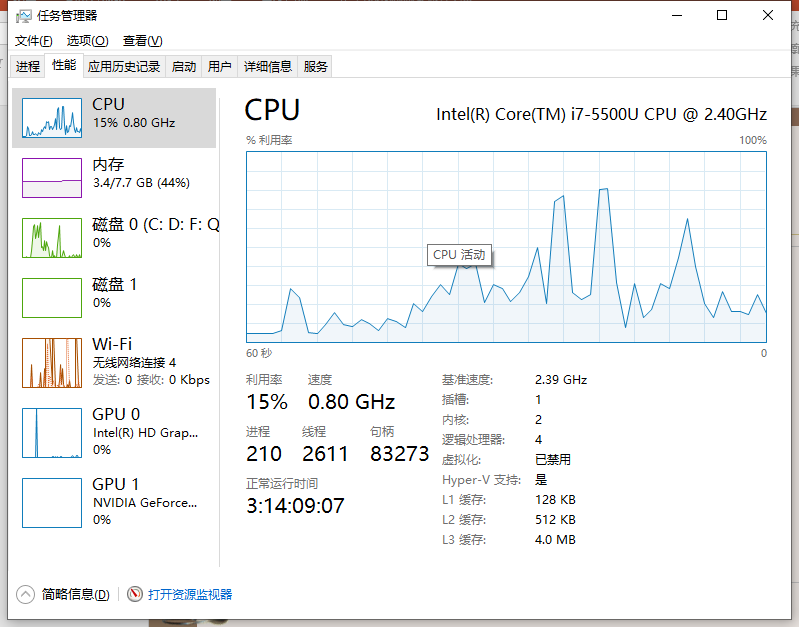 任务管理器
文件(F) 选项(O) 查看(V)
进程 性能 应用历史记录 启动 用户 详细信息 服务
CPU
15% 0.80 GHz
内存
3.4/7.7 GB (44%)
磁盘 0 (C: D: F: Q
0%
磁盘 1
0%
Wi-Fi
无线网络连接 4
发送: 0 接收: 0 Kbps
GPU 0
Intel(R) HD Grap...
0%
GPU 1
NVIDIA GeForce...
0%
CPU
Intel(R) Core(TM) i7-5500U CPU @ 2.40GHz
% 利用率 100%
CPU 活动
60 秒 0
利用率 速度
15% 0.80 GHz
进程 线程 句柄
210 2611 83273
正常运行时间
3:14:09:07
基准速度: 2.39 GHz
插槽: 1
内核: 2
逻辑处理器: 4
虚拟化: 已禁用
Hyper-V 支持: 是
L1 缓存: 128 KB
L2 缓存: 512 KB
L3 缓存: 4.0 MB
简略信息(D) 打开资源监视器